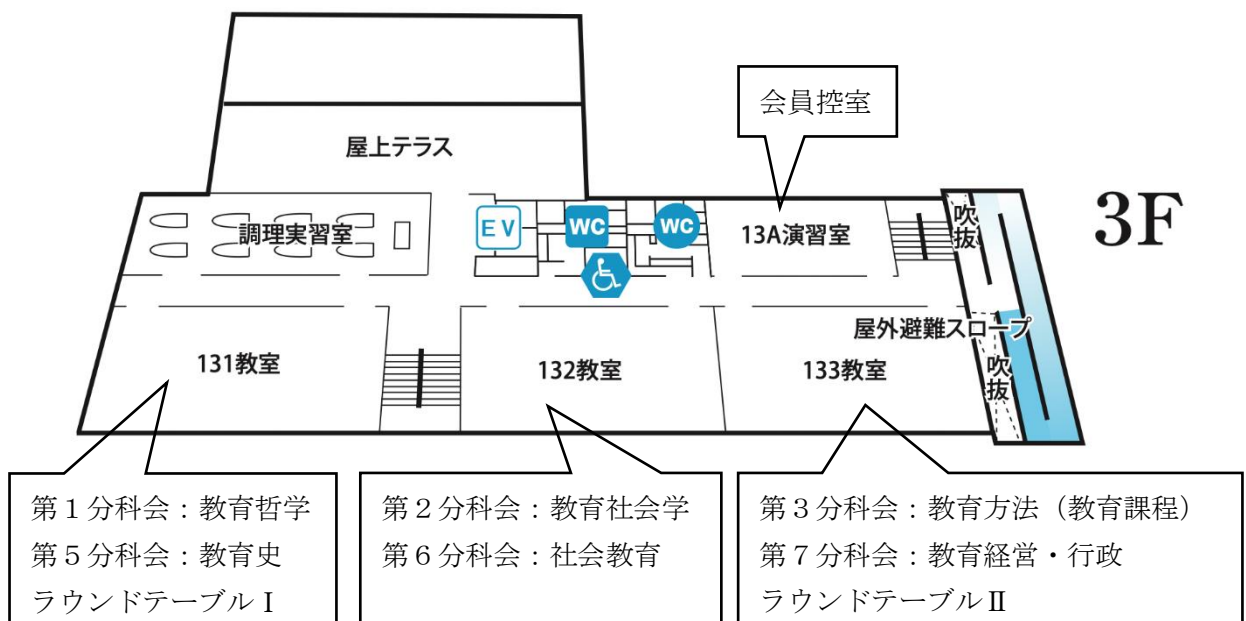 会員控室
屋上テラス
3F
調理実習室
EV
WC
WC
13A演習室
吹抜
屋外避難スロープ
131教室
132教室
133教室
吹抜
第1分科会：教育哲学
第5分科会：教育史
ラウンドテーブルⅠ
第2分科会：教育社会学
第6分科会：社会教育
第3分科会：教育方法（教育課程）
第7分科会：教育経営・行政
ラウンドテーブルⅡ